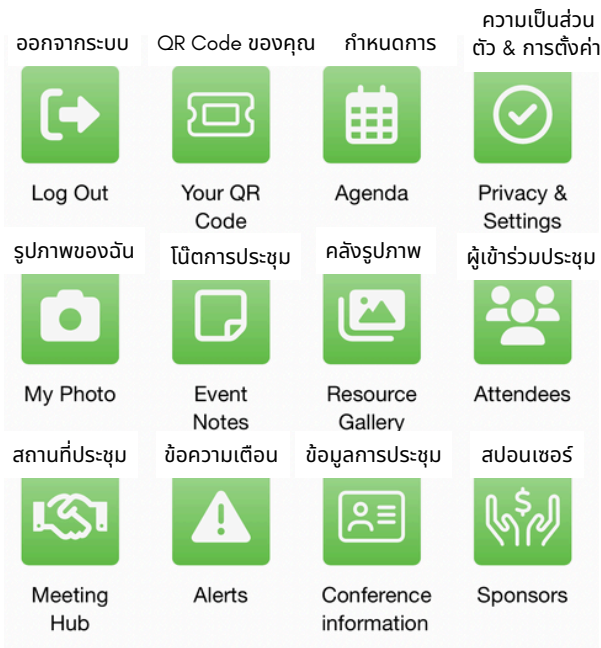 ออกจากระบบ
QR Code ของคุณ
กำหนดการ
ความเป็นส่วน
ตัว & การตั้งค่า
Log Out
Your QR
Code
Agenda
Privacy &
Settings
รูปภาพของฉัน
โน๊ตการประชุม
คลังรูปภาพ
ผู้เข้าร่วมประชุม
My Photo
Event
Notes
Resource
Gallery
Attendees
สถานที่ประชุม
ข้อความเตือน
ข้อมูลการประชุม
สปอนเซอร์
$
Meeting
Hub
Alerts
Conference
information
Sponsors